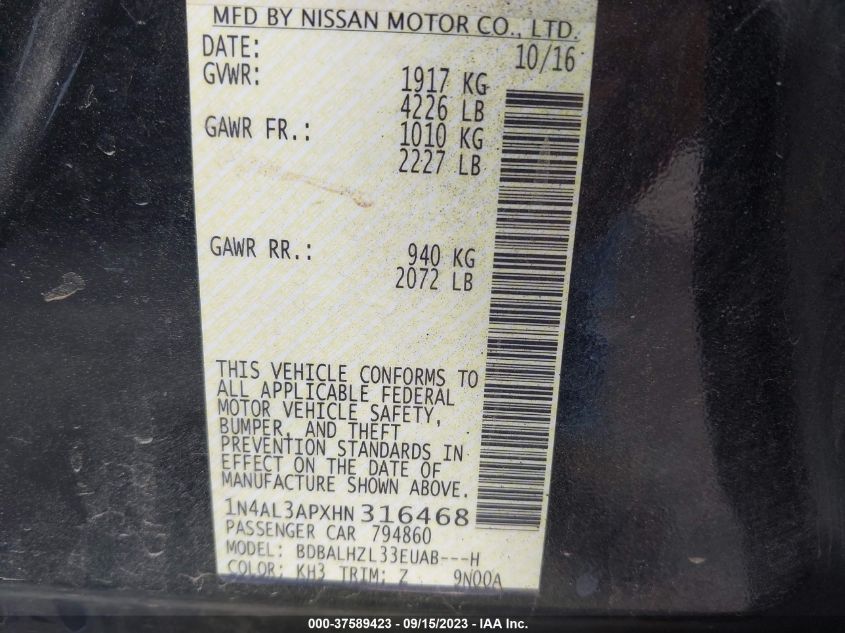 MFD BY NISSAN MOTOR CO., LTD.
DATE: 10/16
GVWR: 1917 KG
4226 LB
GAWR FR.: 1010 KG
2227 LB
GAWR RR.: 940 KG
2072 LB
THIS VEHICLE CONFORMS TO
ALL APPLICABLE FEDERAL
MOTOR VEHICLE SAFETY,
BUMPER, AND THEFT
PREVENTION STANDARDS IN
EFFECT ON THE DATE OF
MANUFACTURE SHOWN ABOVE.
1N4AL3APXHN316468
PASSENGER CAR 794860
MODEL: BDBALHZL33EUAB---H
COLOR: KH3 TRIM: Z 9N00A
000-37589423 - 09/15/2023 - IAA Inc.